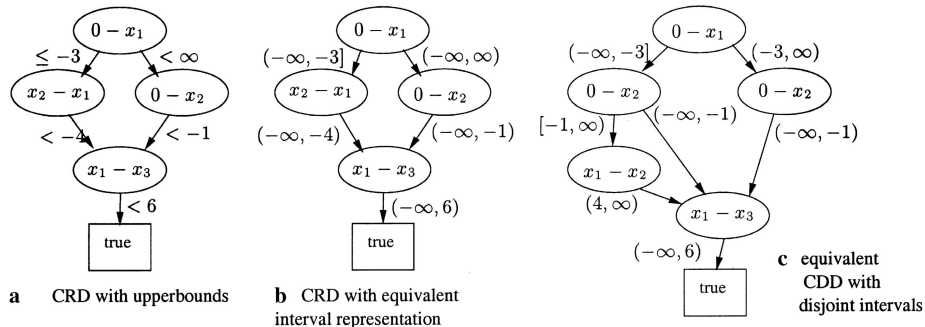 0 − x₁
≤ −3
< ∞
x₂ − x₁
0 − x₂
< −4
< −1
x₁ − x₃
< 6
true
a CRD with upperbounds
0 − x₁
(−∞, −3]
(−∞, ∞)
x₂ − x₁
0 − x₂
(−∞, −4)
(−∞, −1)
x₁ − x₃
(−∞, 6)
true
b CRD with equivalent
interval representation
0 − x₁
(−∞, −3]
(−3, ∞)
0 − x₂
0 − x₂
[−1, ∞)
(−∞, −1)
(−∞, −1)
x₁ − x₂
(4, ∞)
x₁ − x₃
(−∞, 6)
true
c equivalent
CDD with
disjoint intervals